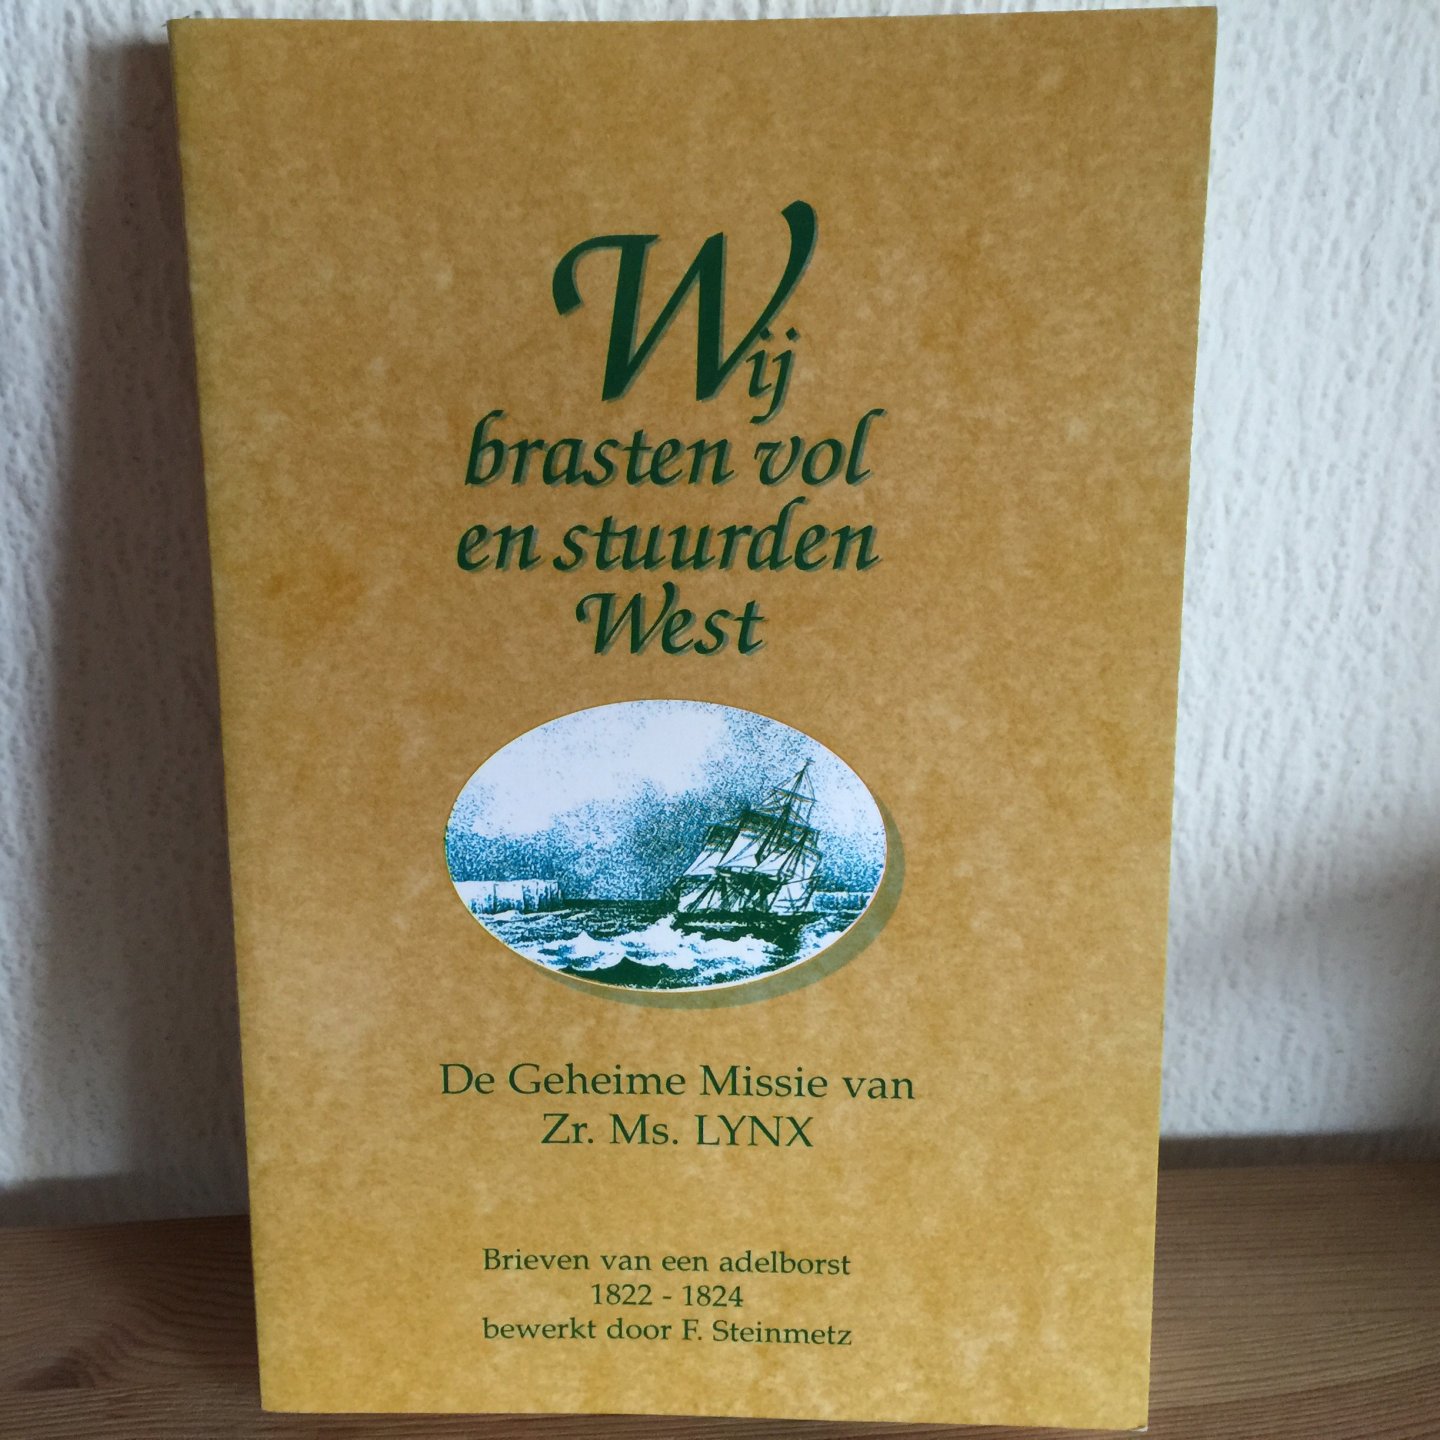 Wij
brasten vol
en stuurden
West
De Geheime Missie van
Zr. Ms. LYNX
Brieven van een adelborst
1822 - 1824
bewerkt door F. Steinmetz